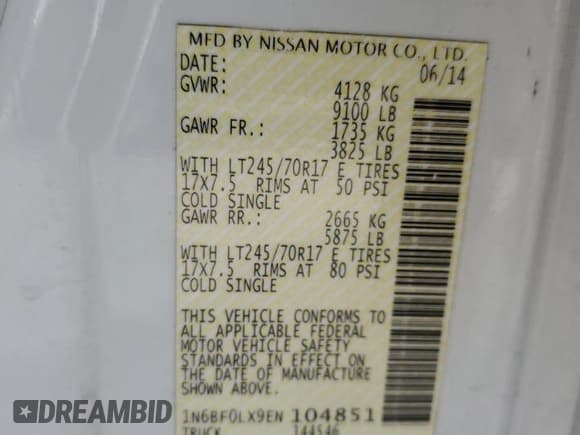 MFD BY NISSAN MOTOR CO., LTD.
DATE: 06/14
GVWR: 4128 KG
9100 LB
GAWR FR.: 1735 KG
3825 LB
WITH LT245/70R17 E TIRES
17X7.5 RIMS AT 50 PSI
COLD SINGLE
GAWR RR.: 2665 KG
5875 LB
WITH LT245/70R17 E TIRES
17X7.5 RIMS AT 80 PSI
COLD SINGLE
THIS VEHICLE CONFORMS TO
ALL APPLICABLE FEDERAL
MOTOR VEHICLE SAFETY
STANDARDS IN EFFECT ON
THE DATE OF MANUFACTURE
SHOWN ABOVE.
1N6BF0LX9EN 104851
TRUCK 144546
DREAMBID